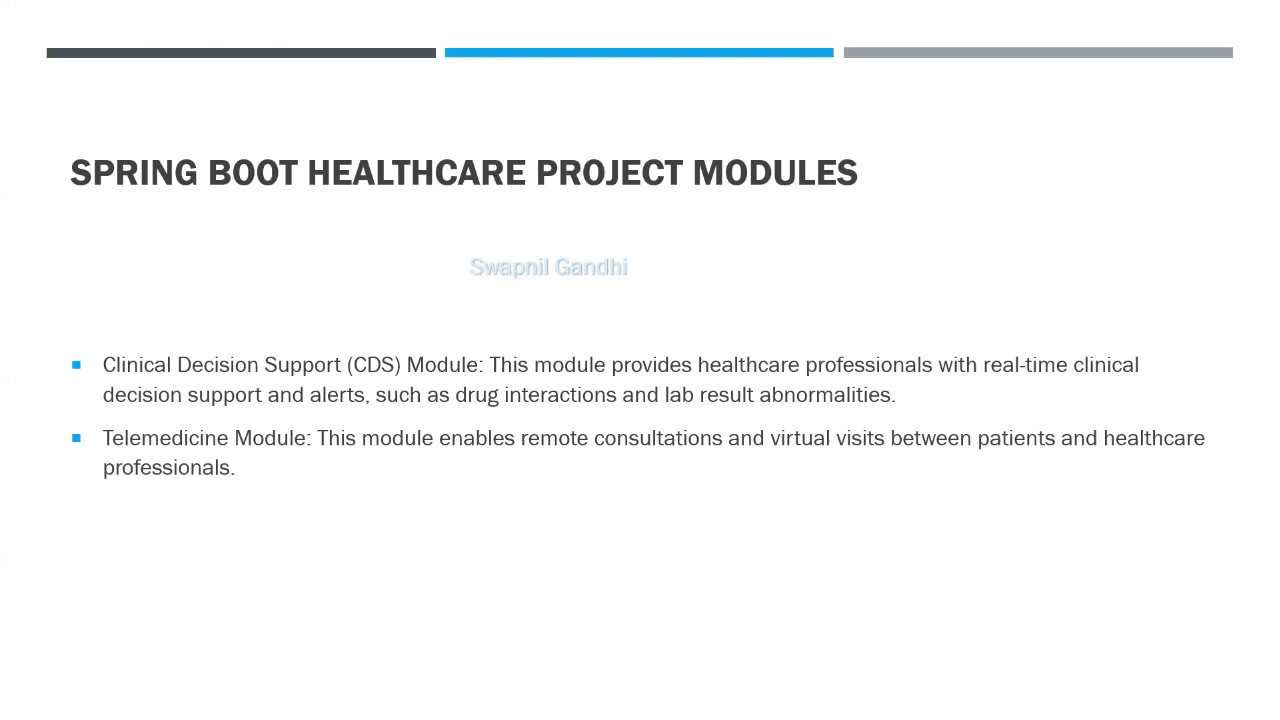 SPRING BOOT HEALTHCARE PROJECT MODULES
Swapnil Gandhi
Clinical Decision Support (CDS) Module: This module provides healthcare professionals with real-time clinical
decision support and alerts, such as drug interactions and lab result abnormalities.
Telemedicine Module: This module enables remote consultations and virtual visits between patients and healthcare
professionals.